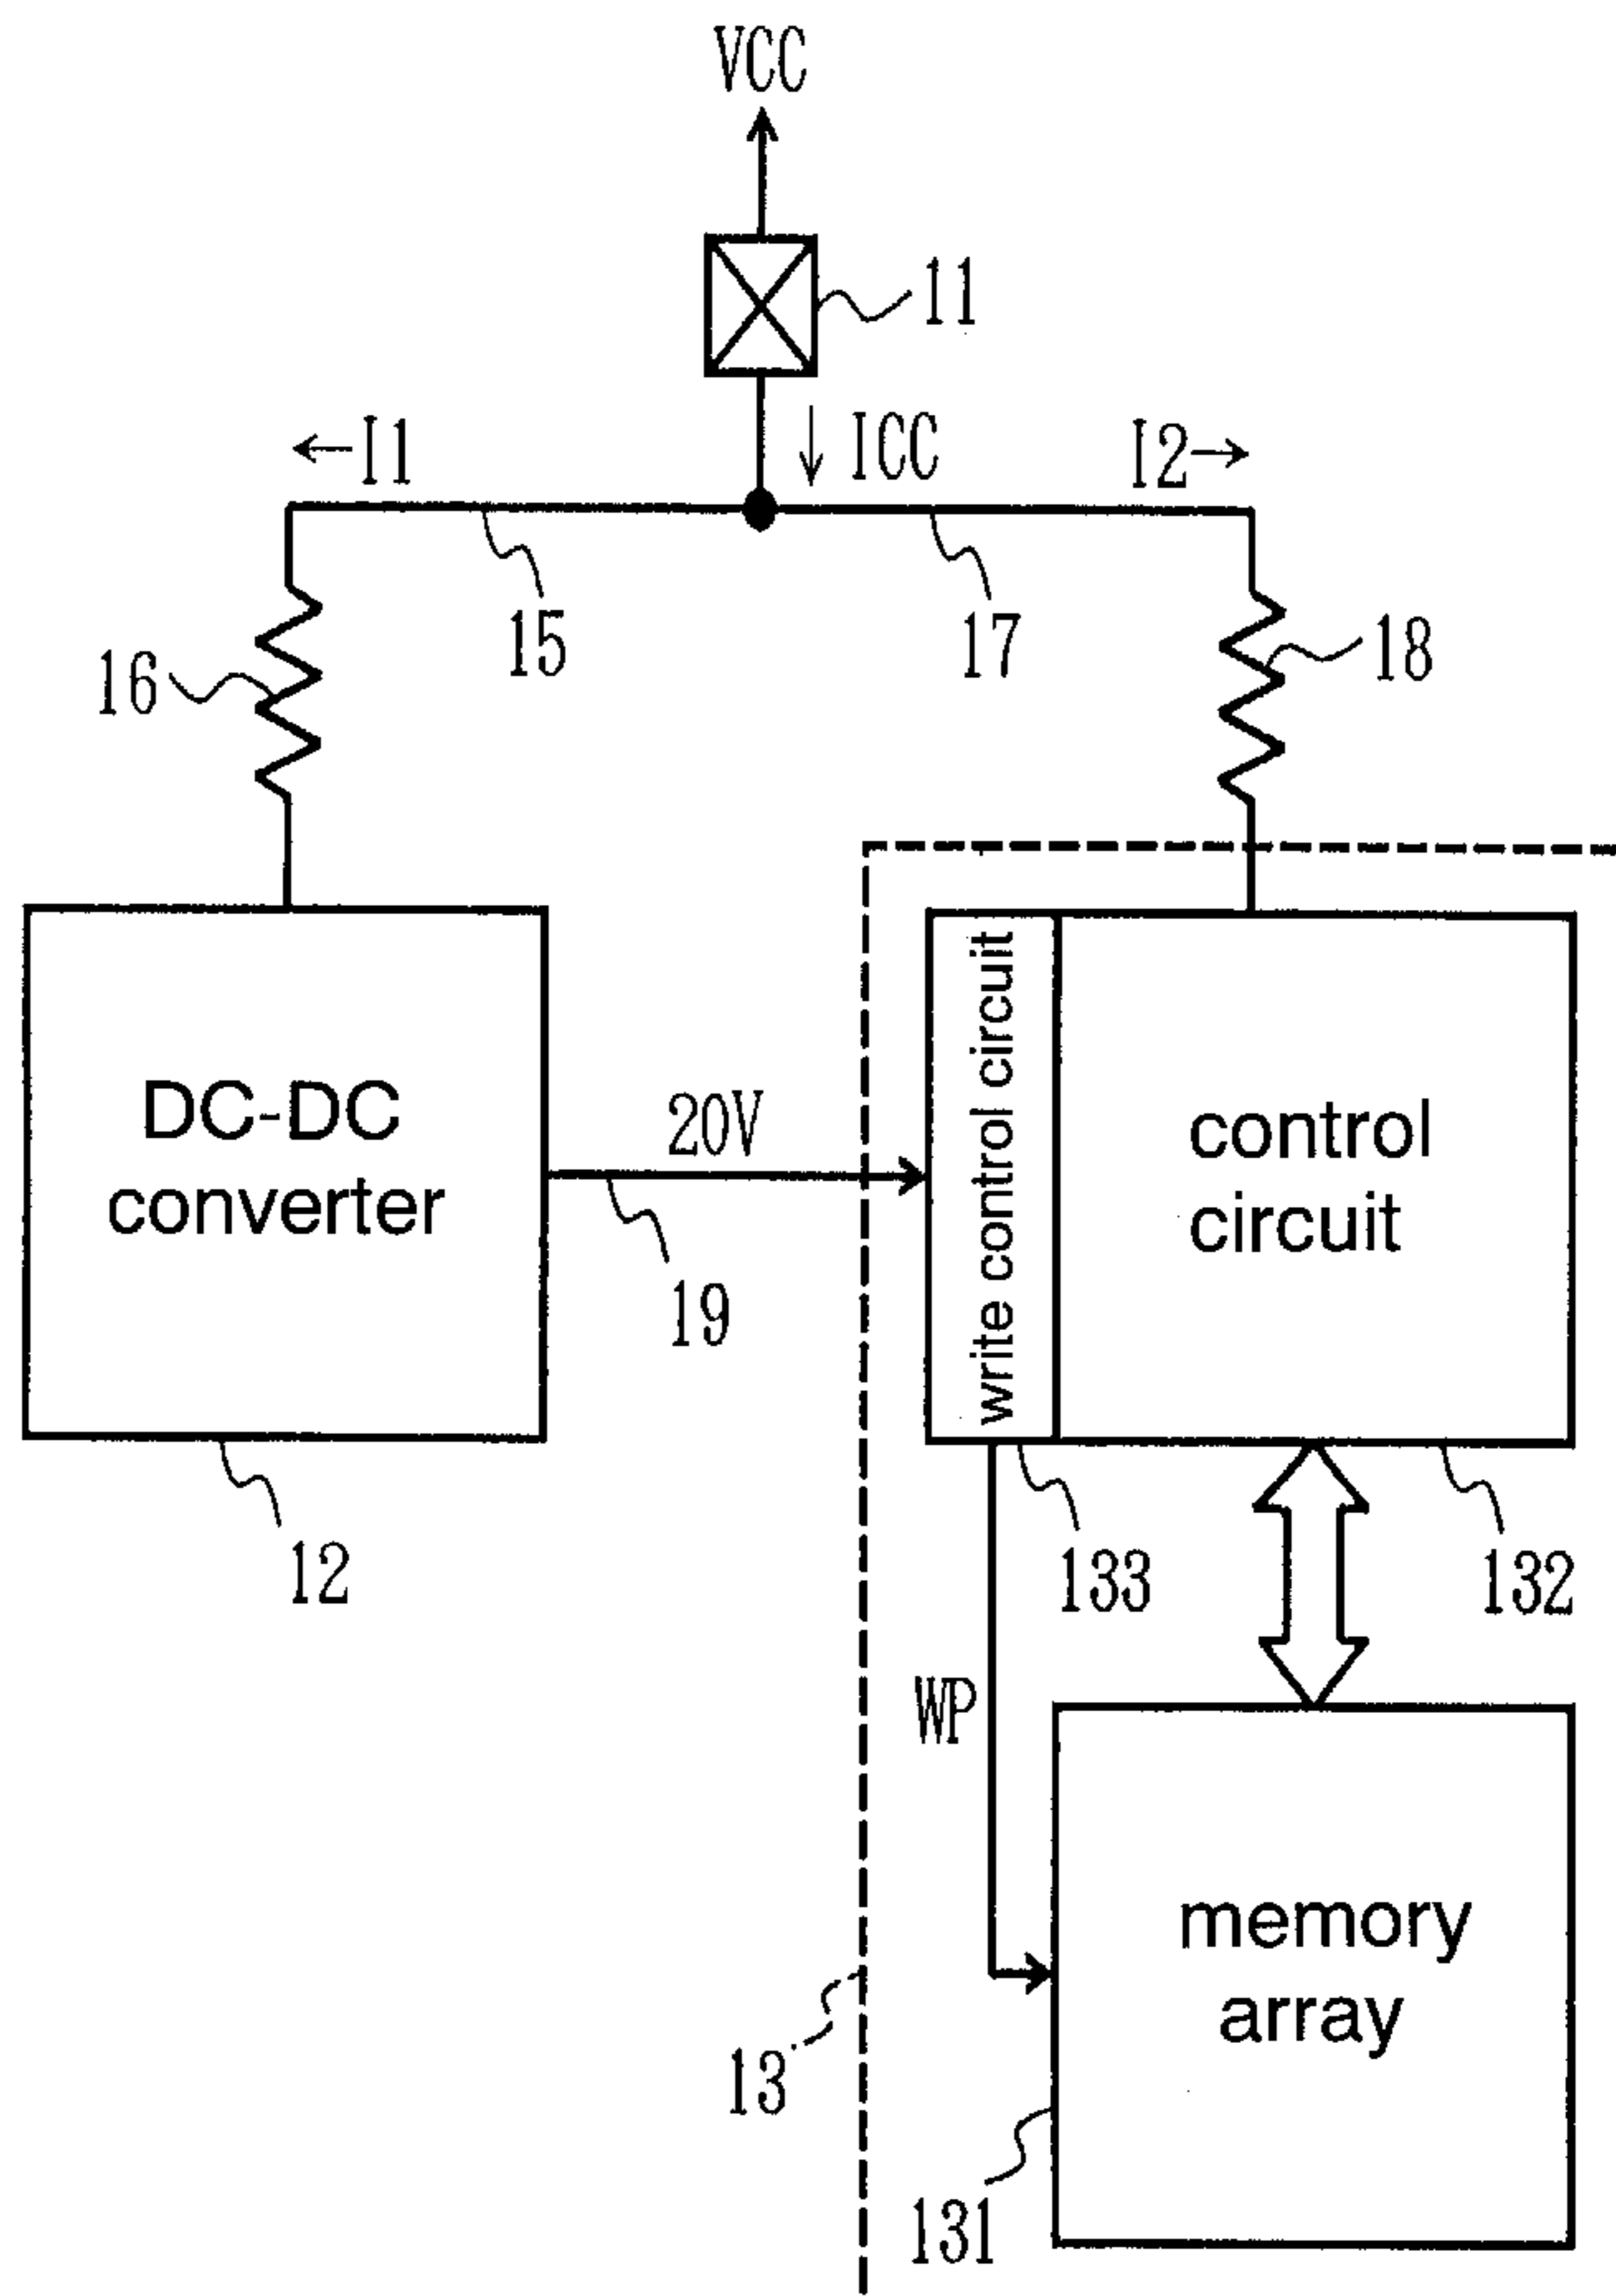 VCC
11
I1
ICC
I2
15
17
16
18
DC-DC
converter
20V
19
write control circuit
control
circuit
12
133
132
WP
memory
array
13
131